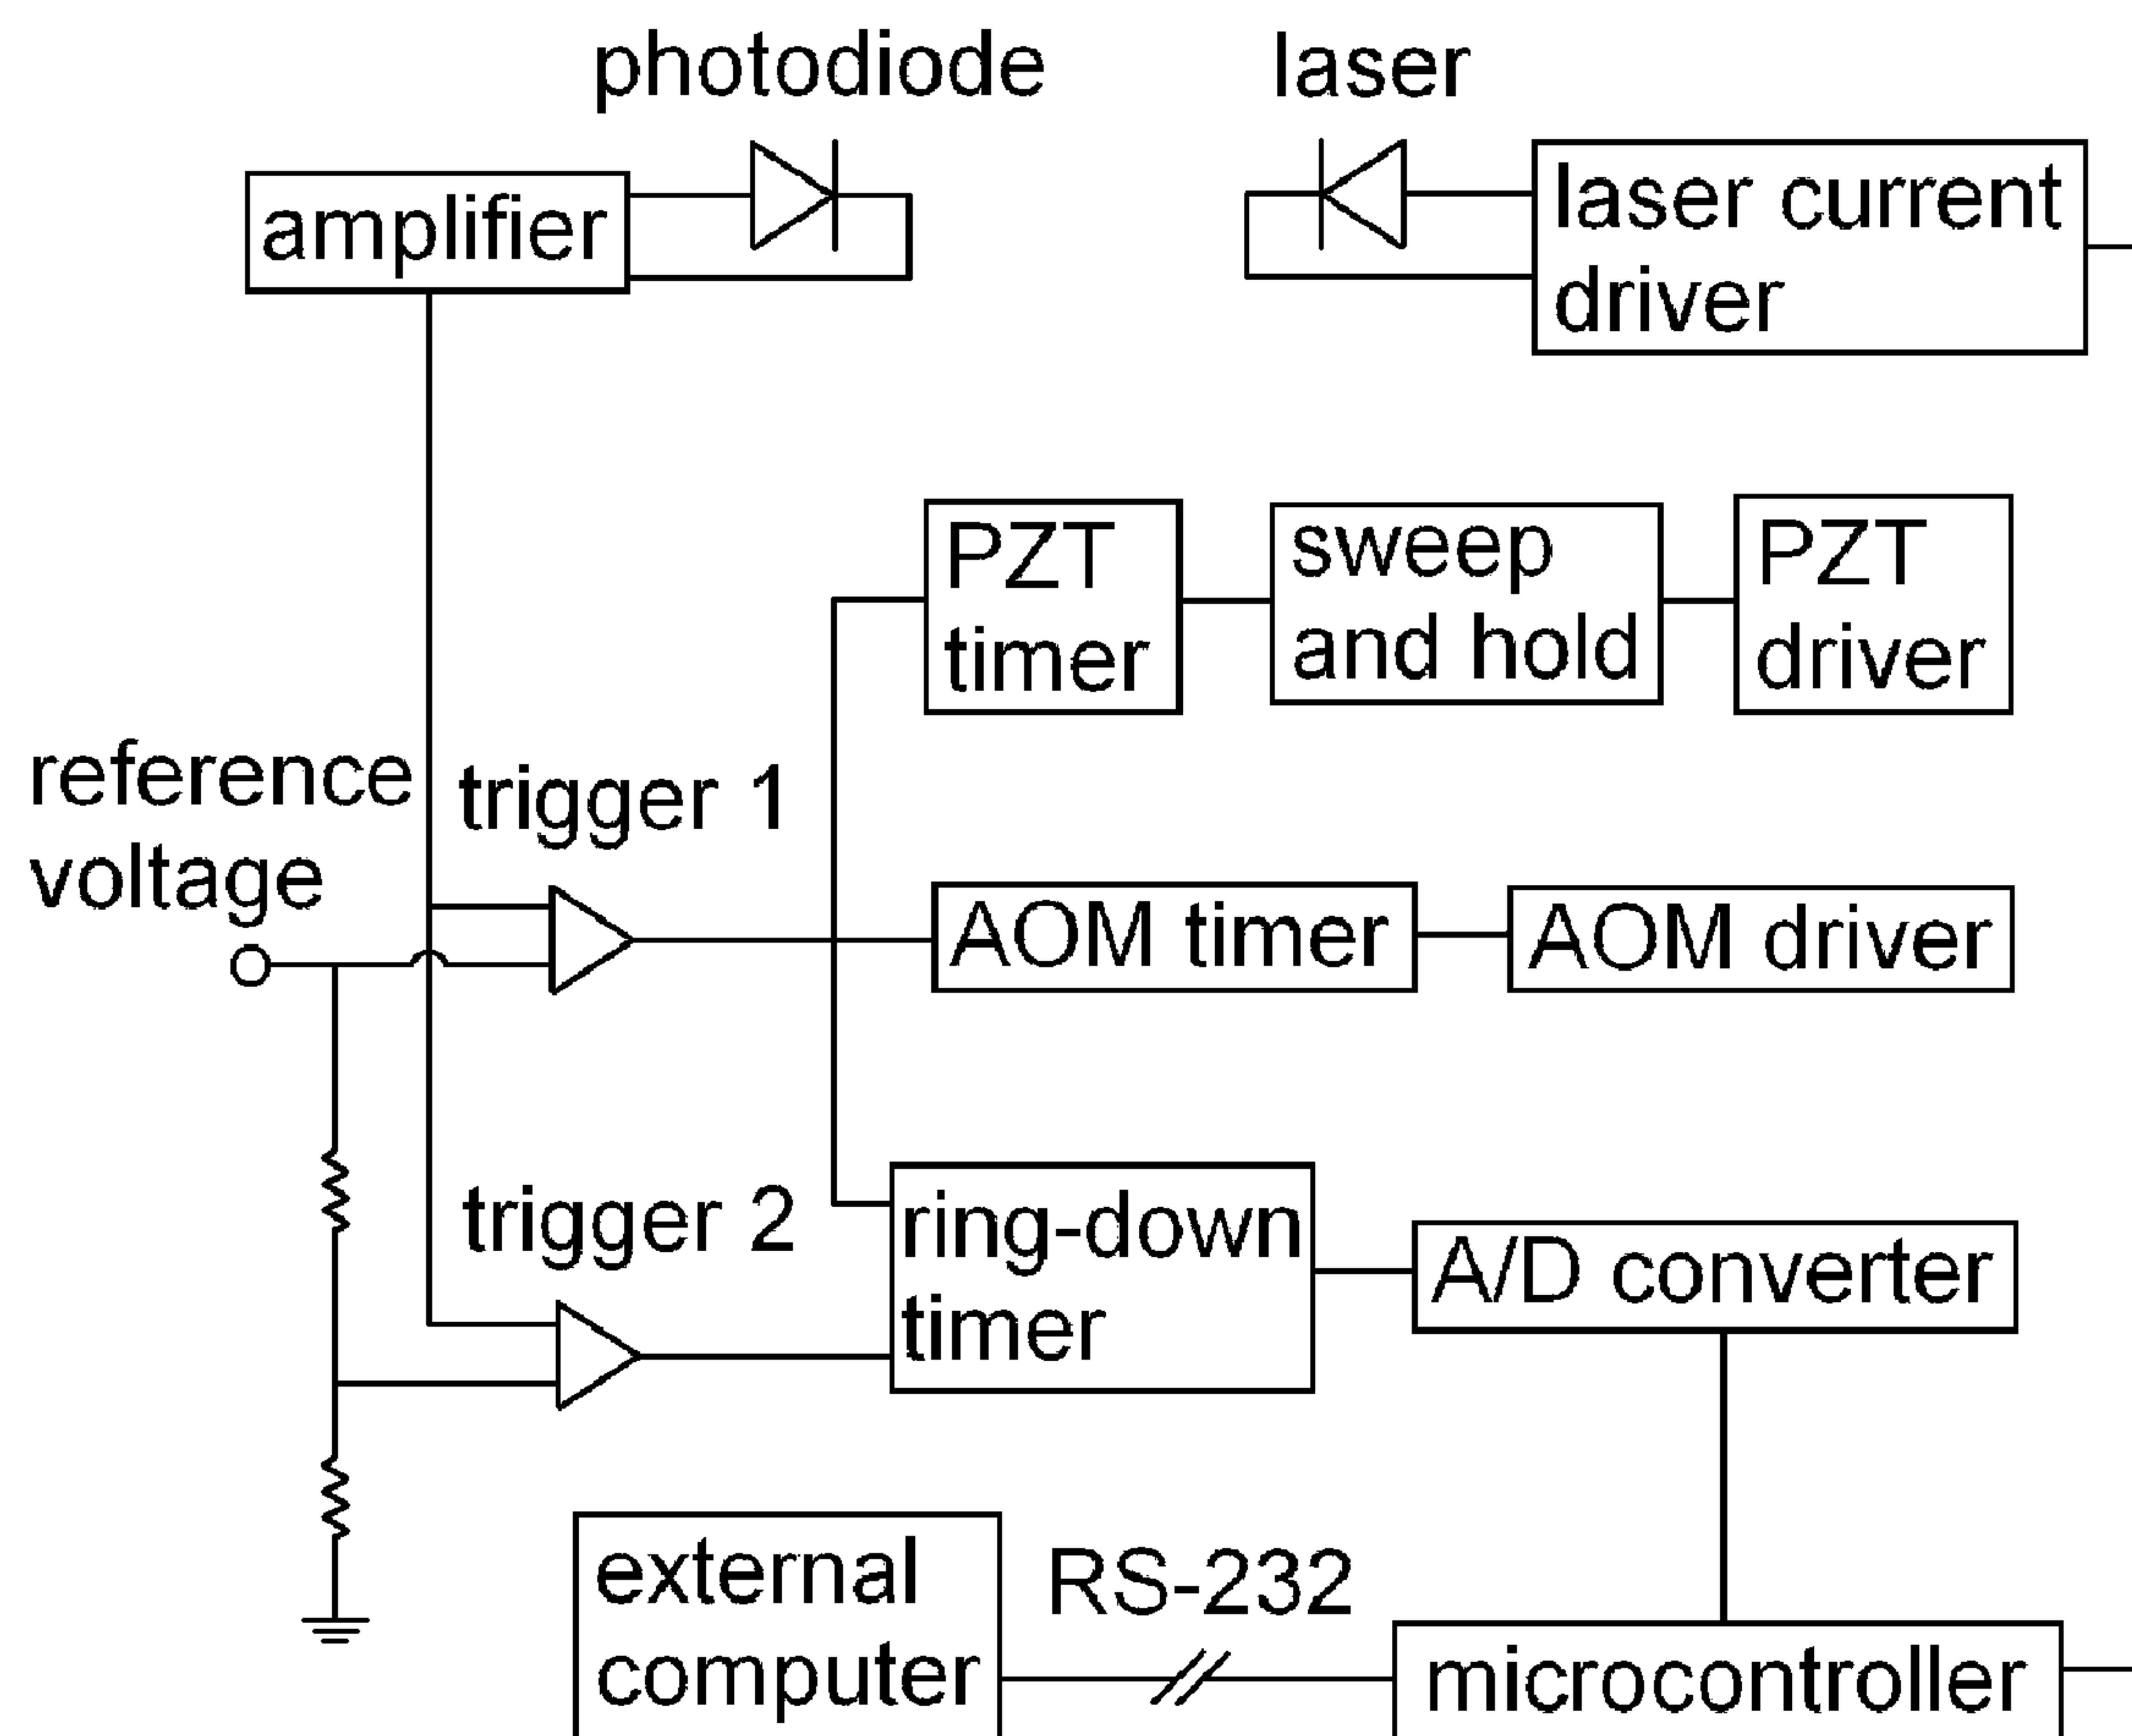 photodiode
laser
amplifier
laser current
driver
PZT
timer
sweep
and hold
PZT
driver
reference
voltage
trigger 1
AOM timer
AOM driver
trigger 2
ring-down
timer
A/D converter
external
computer
RS-232
microcontroller